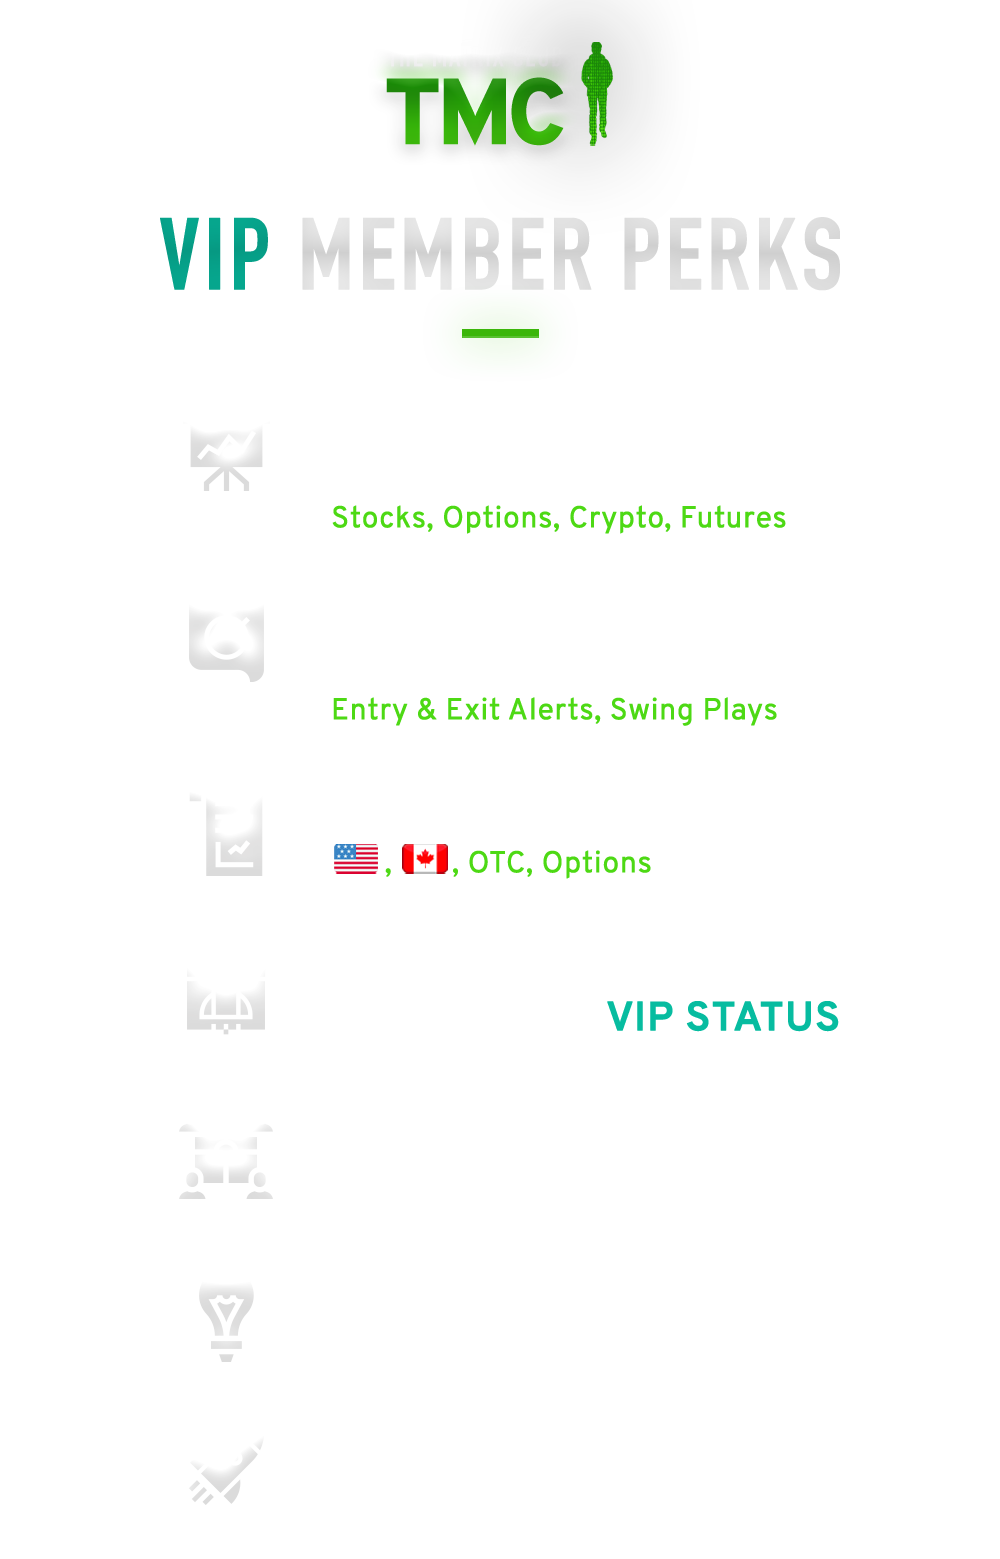 TMC
VIP MEMBER PERKS
Stocks, Options, Crypto, Futures
Entry & Exit Alerts, Swing Plays
, , OTC, Options
VIP STATUS